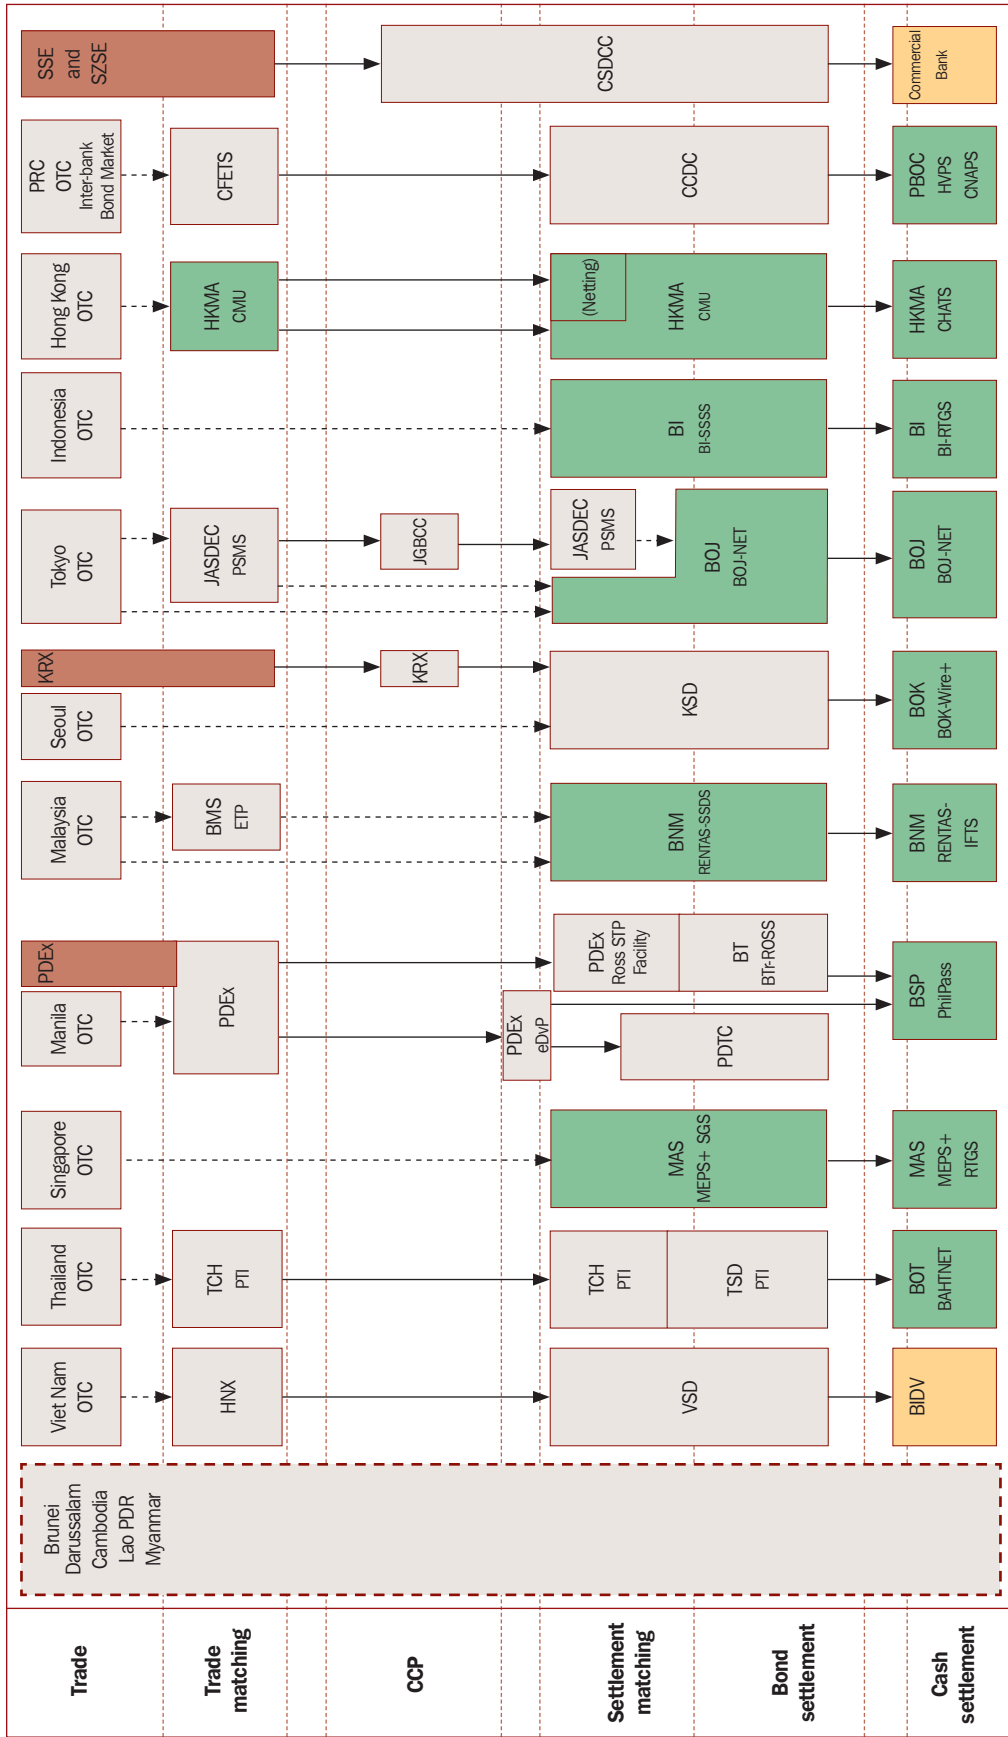 Trade
Trade
matching
CCP
Settlement
matching
Bond
settlement
Cash
settlement
Brunei
Darussalam
Cambodia
Lao PDR
Myanmar
Viet Nam
OTC
HNX
VSD
BIDV
Thailand
OTC
TCH
PTI
TCH
PTI
TSD
PTI
BOT
BAHTNET
Singapore
OTC
MAS
MEPS+ SGS
MAS
MEPS+
RTGS
Manila
OTC
PDEx
PDEx
PDEx
eDvP
PDEx
Ross STP
Facility
BT
BTr-ROSS
PDTC
BSP
PhilPass
Malaysia
OTC
BMS
ETP
BNM
RENTAS-SSDS
BNM
RENTAS-
IFTS
Seoul
OTC
KRX
KRX
KSD
BOK
BOK-Wire+
Tokyo
OTC
JASDEC
PSMS
JGBCC
JASDEC
PSMS
BOJ
BOJ-NET
BOJ
BOJ-NET
Indonesia
OTC
BI
BI-SSSS
BI
BI-RTGS
Hong Kong
OTC
HKMA
CMU
(Netting)
HKMA
CMU
HKMA
CHATS
PRC
OTC
Inter-bank
Bond Market
CFETS
CCDC
PBOC
HVPS
CNAPS
SSE
and
SZSE
CSDCC
Commercial
Bank